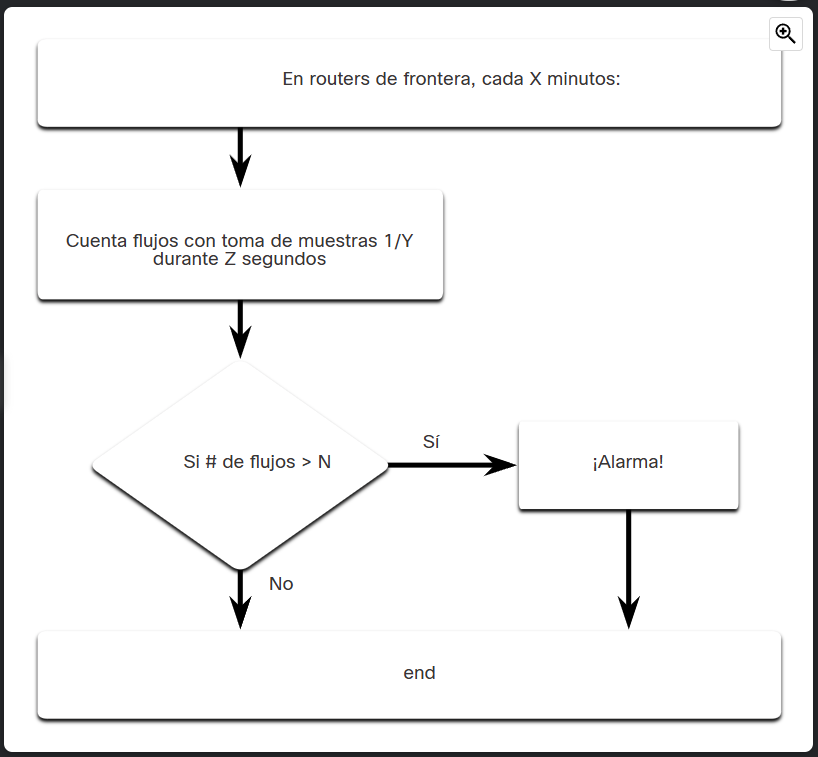 En routers de frontera, cada X minutos:
Cuenta flujos con toma de muestras 1/Y
durante Z segundos
Si # de flujos > N
Sí
¡Alarma!
No
end